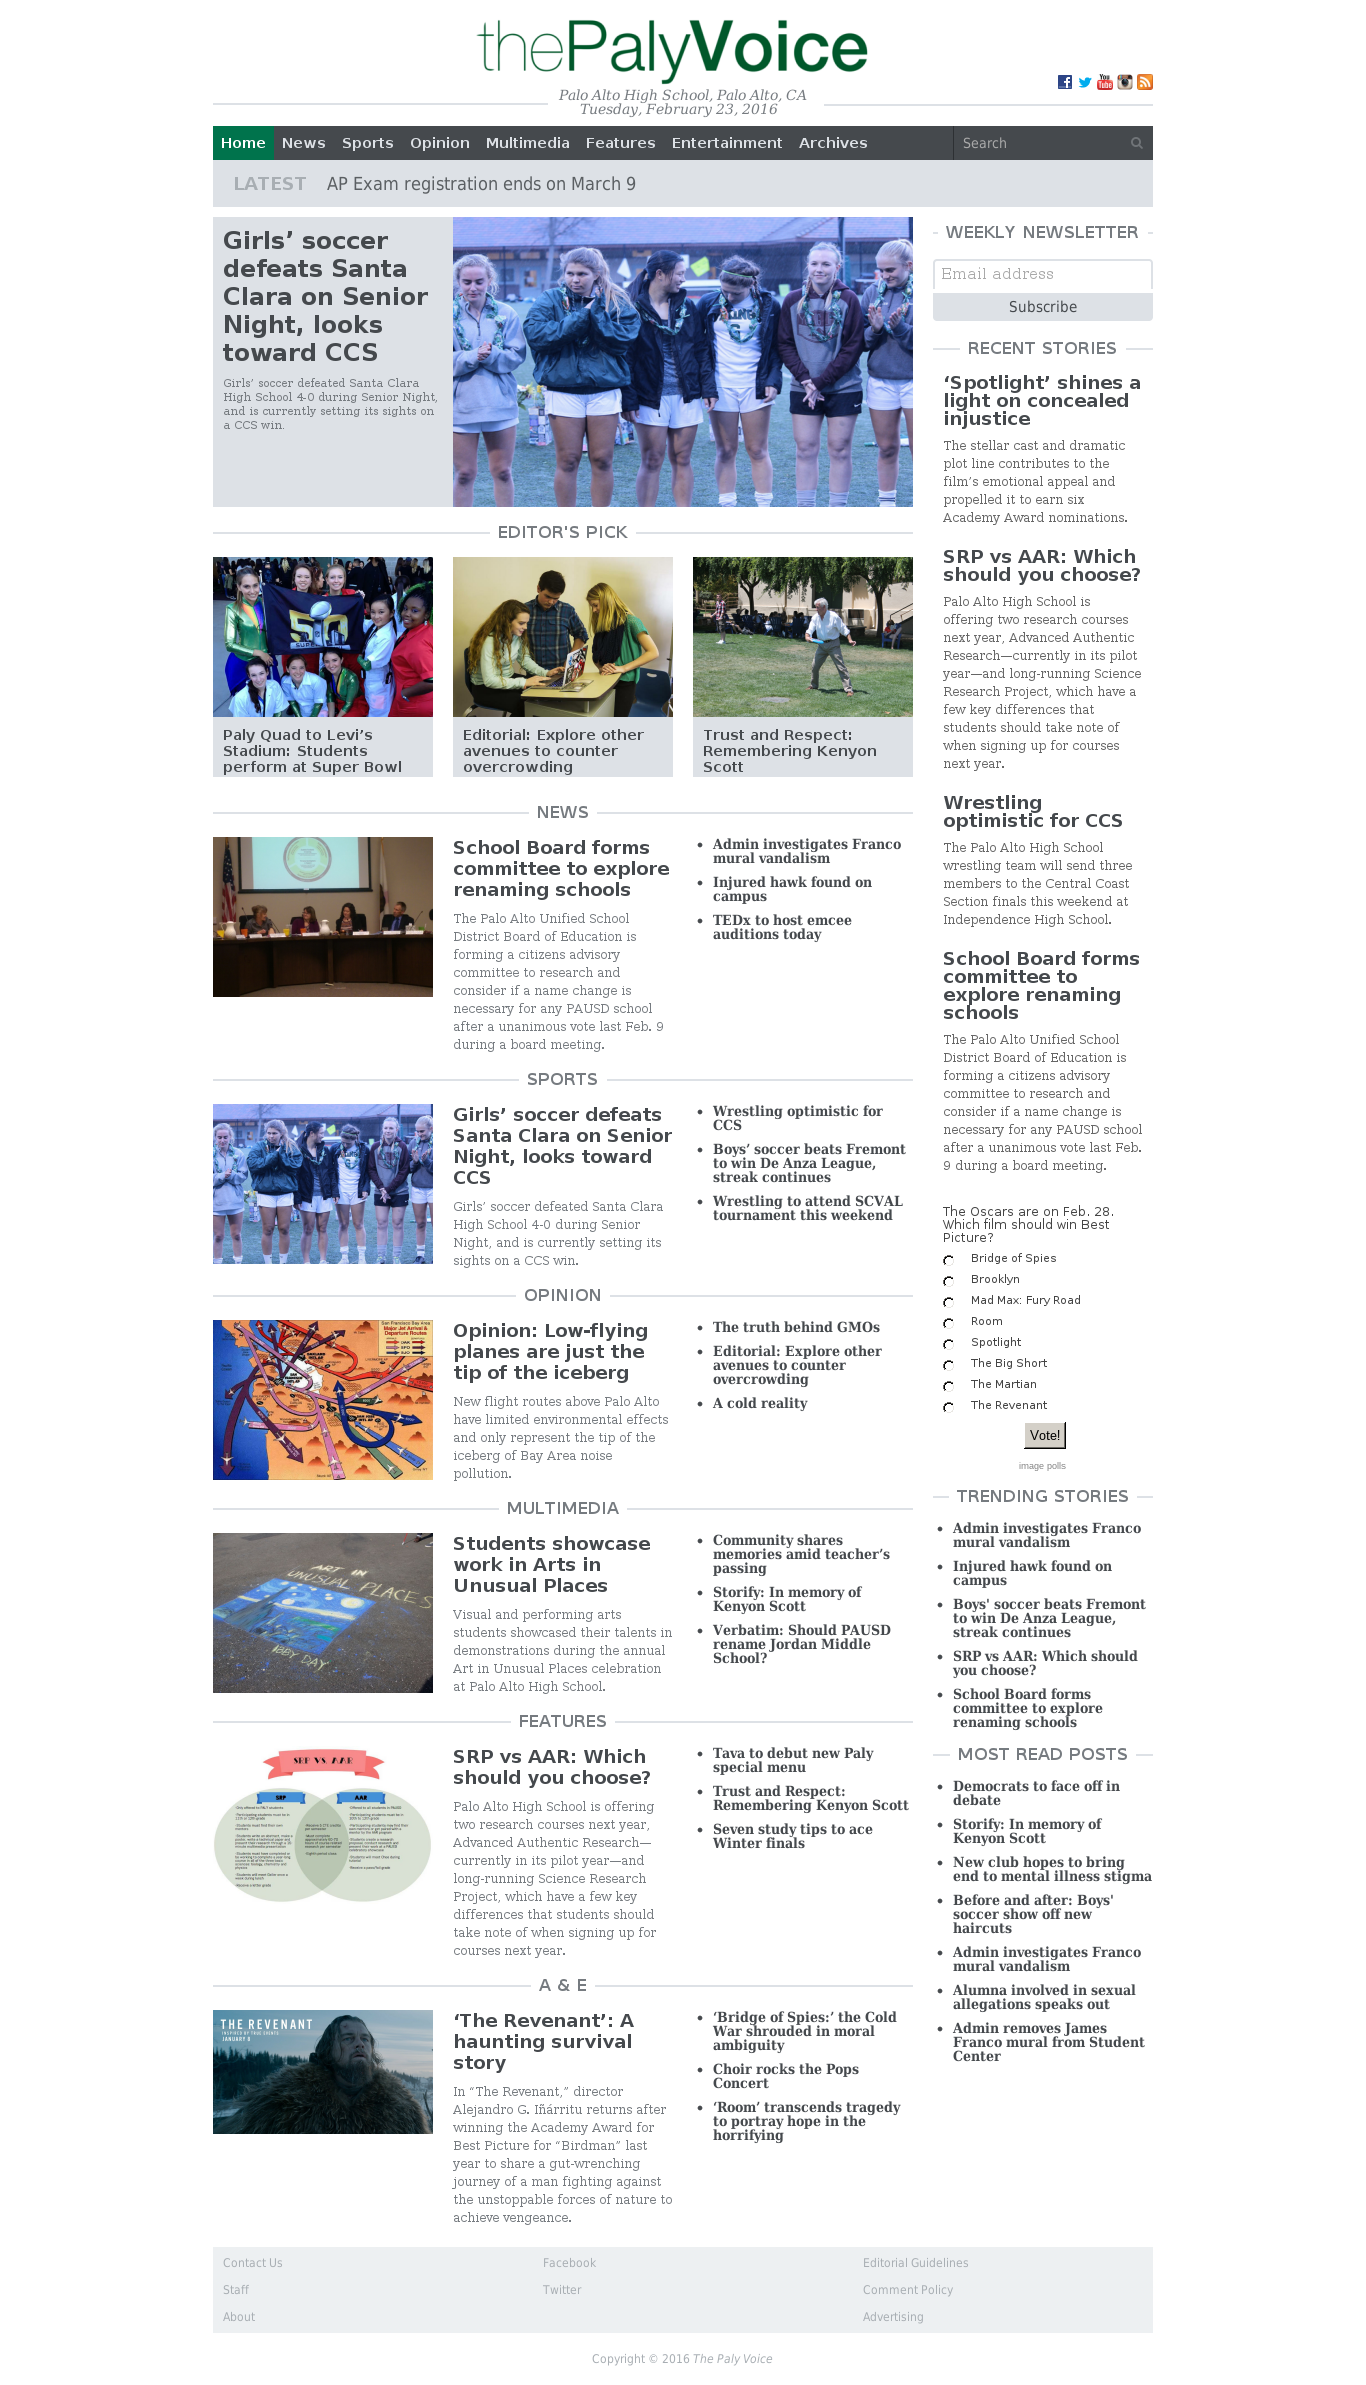 thePalyVoice
Palo Alto High School, Palo Alto, CA
Tuesday, February 23, 2016
Home News Sports Opinion Multimedia Features Entertainment Archives Search
LATEST AP Exam registration ends on March 9
Girls’ soccer
defeats Santa
Clara on Senior
Night, looks
toward CCS
Girls’ soccer defeated Santa Clara
High School 4-0 during Senior Night,
and is currently setting its sights on
a CCS win.
EDITOR'S PICK
Paly Quad to Levi’s
Stadium: Students
perform at Super Bowl
Editorial: Explore other
avenues to counter
overcrowding
Trust and Respect:
Remembering Kenyon
Scott
NEWS
School Board forms
committee to explore
renaming schools
The Palo Alto Unified School
District Board of Education is
forming a citizens advisory
committee to research and
consider if a name change is
necessary for any PAUSD school
after a unanimous vote last Feb. 9
during a board meeting.
Admin investigates Franco
mural vandalism
Injured hawk found on
campus
TEDx to host emcee
auditions today
SPORTS
Girls’ soccer defeats
Santa Clara on Senior
Night, looks toward
CCS
Girls’ soccer defeated Santa Clara
High School 4-0 during Senior
Night, and is currently setting its
sights on a CCS win.
Wrestling optimistic for
CCS
Boys’ soccer beats Fremont
to win De Anza League,
streak continues
Wrestling to attend SCVAL
tournament this weekend
OPINION
San Francisco Bay Area
Major Jet Arrival &
Departure Routes
Opinion: Low-flying
planes are just the
tip of the iceberg
New flight routes above Palo Alto
have limited environmental effects
and only represent the tip of the
iceberg of Bay Area noise
pollution.
The truth behind GMOs
Editorial: Explore other
avenues to counter
overcrowding
A cold reality
MULTIMEDIA
ART IN
UNUSUAL PLACES
Students showcase
work in Arts in
Unusual Places
Visual and performing arts
students showcased their talents in
demonstrations during the annual
Art in Unusual Places celebration
at Palo Alto High School.
Community shares
memories amid teacher’s
passing
Storify: In memory of
Kenyon Scott
Verbatim: Should PAUSD
rename Jordan Middle
School?
FEATURES
SRP VS AAR
SRP AAR
SRP vs AAR: Which
should you choose?
Palo Alto High School is offering
two research courses next year,
Advanced Authentic Research—
currently in its pilot year—and
long-running Science Research
Project, which have a few key
differences that students should
take note of when signing up for
courses next year.
Tava to debut new Paly
special menu
Trust and Respect:
Remembering Kenyon Scott
Seven study tips to ace
Winter finals
A & E
THE REVENANT
INSPIRED BY TRUE EVENTS
JANUARY 8
‘The Revenant’: A
haunting survival
story
In “The Revenant,” director
Alejandro G. Iñárritu returns after
winning the Academy Award for
Best Picture for “Birdman” last
year to share a gut-wrenching
journey of a man fighting against
the unstoppable forces of nature to
achieve vengeance.
‘Bridge of Spies:’ the Cold
War shrouded in moral
ambiguity
Choir rocks the Pops
Concert
‘Room’ transcends tragedy
to portray hope in the
horrifying
WEEKLY NEWSLETTER
Email address
Subscribe
RECENT STORIES
‘Spotlight’ shines a
light on concealed
injustice
The stellar cast and dramatic
plot line contributes to the
film’s emotional appeal and
propelled it to earn six
Academy Award nominations.
SRP vs AAR: Which
should you choose?
Palo Alto High School is
offering two research courses
next year, Advanced Authentic
Research—currently in its pilot
year—and long-running Science
Research Project, which have a
few key differences that
students should take note of
when signing up for courses
next year.
Wrestling
optimistic for CCS
The Palo Alto High School
wrestling team will send three
members to the Central Coast
Section finals this weekend at
Independence High School.
School Board forms
committee to
explore renaming
schools
The Palo Alto Unified School
District Board of Education is
forming a citizens advisory
committee to research and
consider if a name change is
necessary for any PAUSD school
after a unanimous vote last Feb.
9 during a board meeting.
The Oscars are on Feb. 28.
Which film should win Best
Picture?
Bridge of Spies
Brooklyn
Mad Max: Fury Road
Room
Spotlight
The Big Short
The Martian
The Revenant
Vote!
image polls
TRENDING STORIES
Admin investigates Franco
mural vandalism
Injured hawk found on
campus
Boys' soccer beats Fremont
to win De Anza League,
streak continues
SRP vs AAR: Which should
you choose?
School Board forms
committee to explore
renaming schools
MOST READ POSTS
Democrats to face off in
debate
Storify: In memory of
Kenyon Scott
New club hopes to bring
end to mental illness stigma
Before and after: Boys'
soccer show off new
haircuts
Admin investigates Franco
mural vandalism
Alumna involved in sexual
allegations speaks out
Admin removes James
Franco mural from Student
Center
Contact Us Facebook Editorial Guidelines
Staff Twitter Comment Policy
About Advertising
Copyright © 2016 The Paly Voice